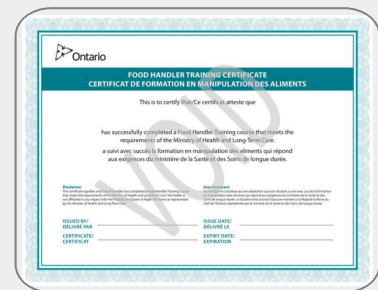 Ontario
FOOD HANDLER TRAINING CERTIFICATE
CERTIFICAT DE FORMATION EN MANIPULATION DES ALIMENTS
This is to certify that/Ce certificat atteste que
has successfully completed a Food Handler Training course that meets the
requirements of the Ministry of Health and Long-Term Care.
a suivi avec succès la formation en manipulation des aliments qui répond
aux exigences du ministère de la Santé et des Soins de longue durée.
VOID
Disclaimer
Avertissement
ISSUED BY/
DÉLIVRÉ PAR
ISSUE DATE/
DÉLIVRÉ LE
CERTIFICATE/
CERTIFICAT
EXPIRY DATE/
EXPIRATION